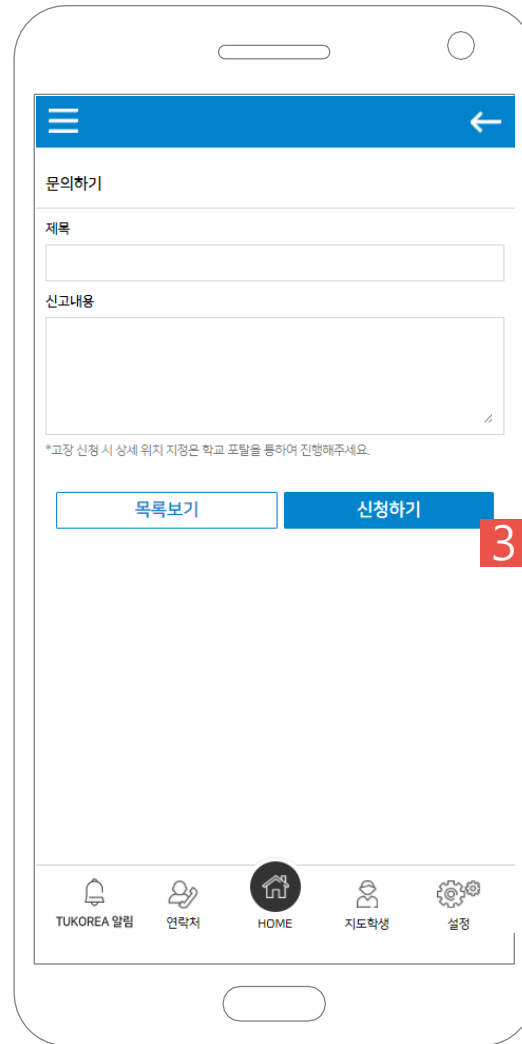 문의하기
제목
신고내용
*고장 신청 시 상세 위치 지정은 학교 포탈을 통하여 진행해주세요.
목록보기 신청하기
3
TUKOREA 알림 연락처 HOME 지도학생 설정